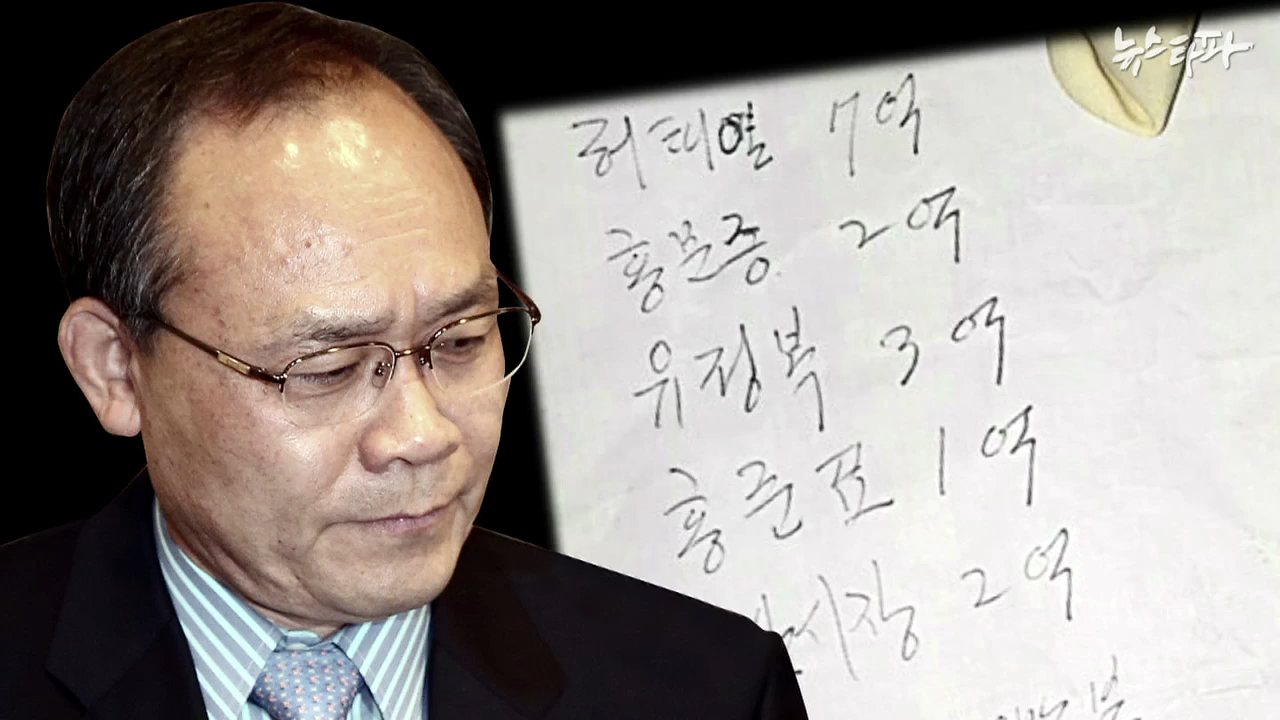 뉴스타파
허태열 7억
홍문종 2억
유정복 3억
홍준표 1억
시장 2억